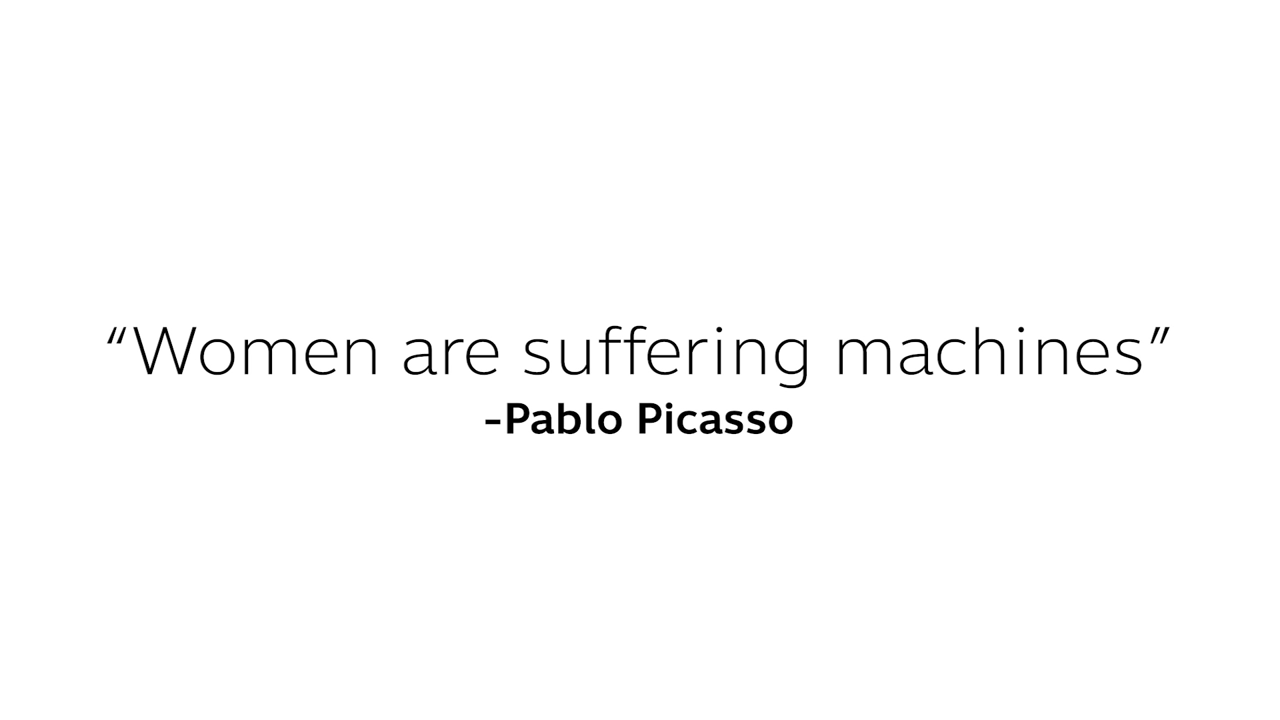 “Women are suffering machines”
-Pablo Picasso